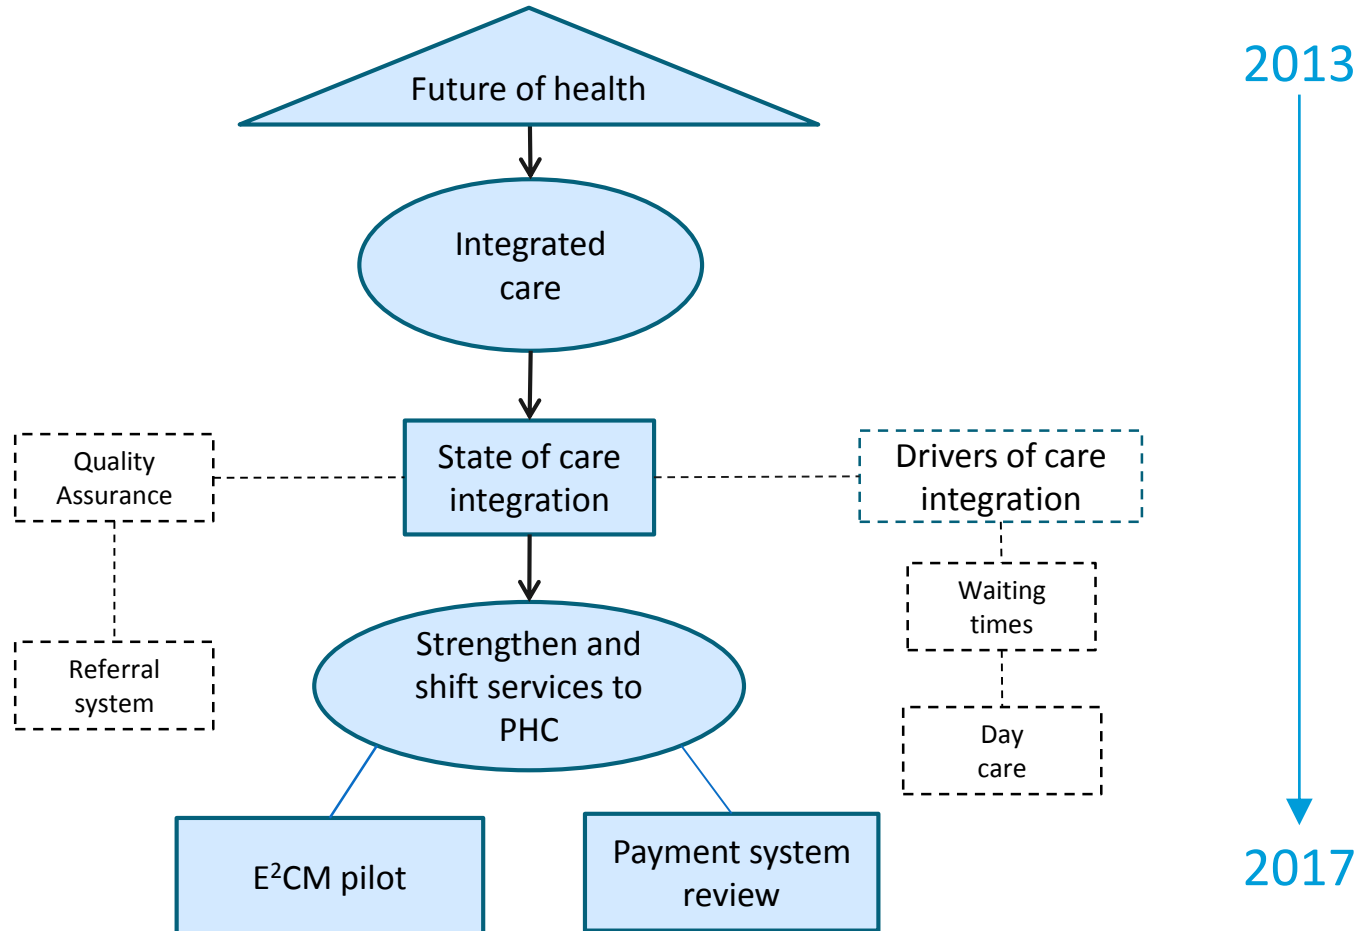 Future of health
2013
Integrated
care
Quality
Assurance
State of care
integration
Drivers of care
integration
Waiting
times
Referral
system
Strengthen and
shift services to
PHC
Day
care
E²CM pilot
Payment system
review
2017